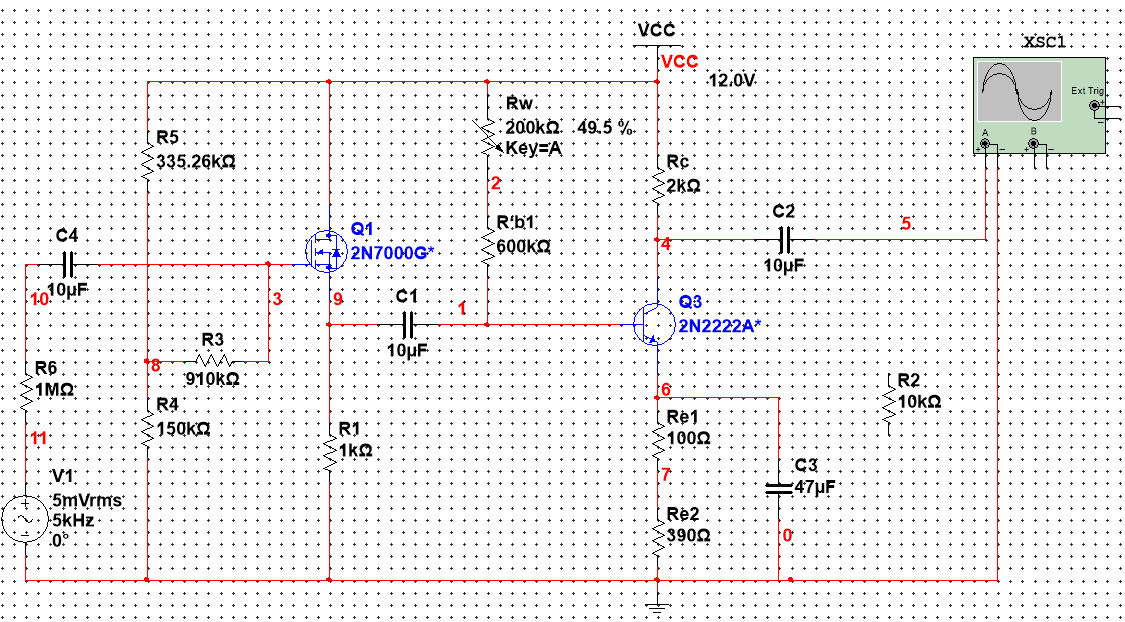 VCC
VCC
12.0V
XSC1
Ext Trig
+
_
A
B
+
_
+
_
Rw
200kΩ 49.5 %
Key=A
2
R'b1
600kΩ
R5
335.26kΩ
Rc
2kΩ
C4
10µF
10
Q1
2N7000G*
3
9
C1
10µF
1
4
C2
10µF
5
Q3
2N2222A*
R3
910kΩ
8
R6
1MΩ
11
R4
150kΩ
R1
1kΩ
6
Re1
100Ω
7
Re2
390Ω
C3
47µF
0
R2
10kΩ
V1
5mVrms
5kHz
0°